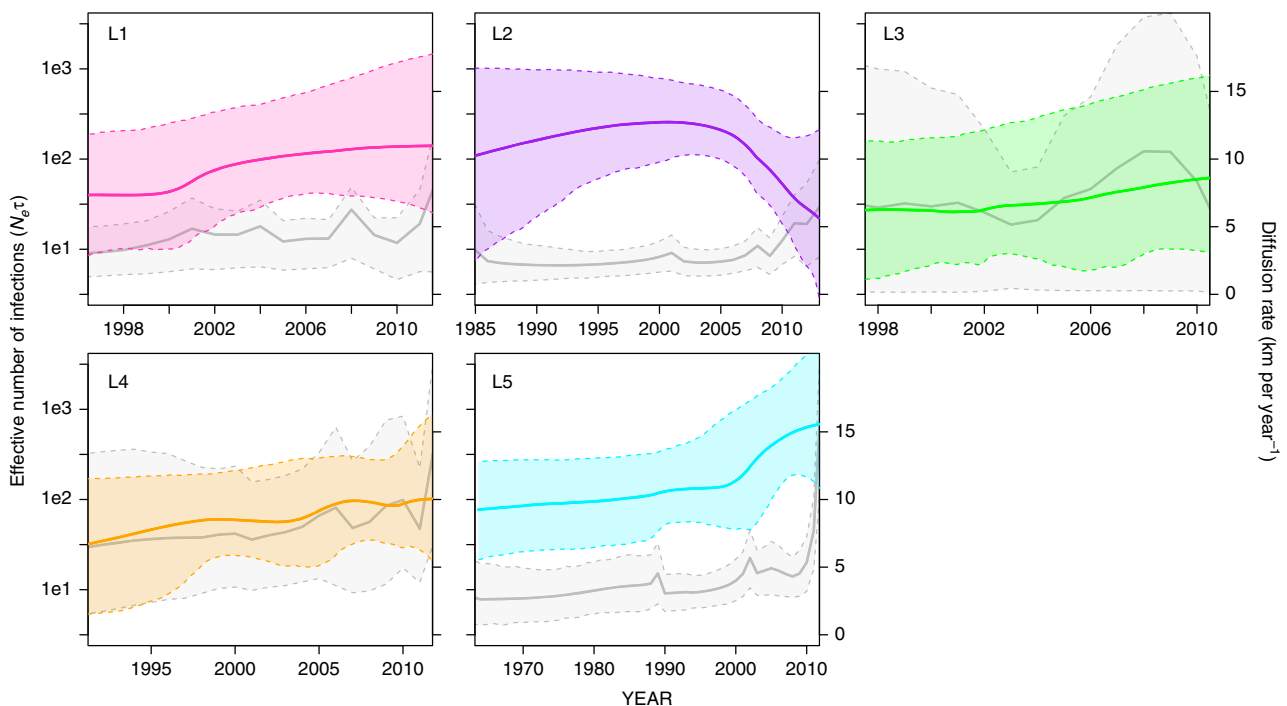 L1
L2
L3
1e3
1e2
1e1
15
10
5
0
1998 2002 2006 2010
1985 1990 1995 2000 2005 2010
1998 2002 2006 2010
Effective number of infections (Neτ)
Diffusion rate (km per year⁻¹)
L4
L5
1e3
1e2
1e1
15
10
5
0
1995 2000 2005 2010
1970 1980 1990 2000 2010
YEAR